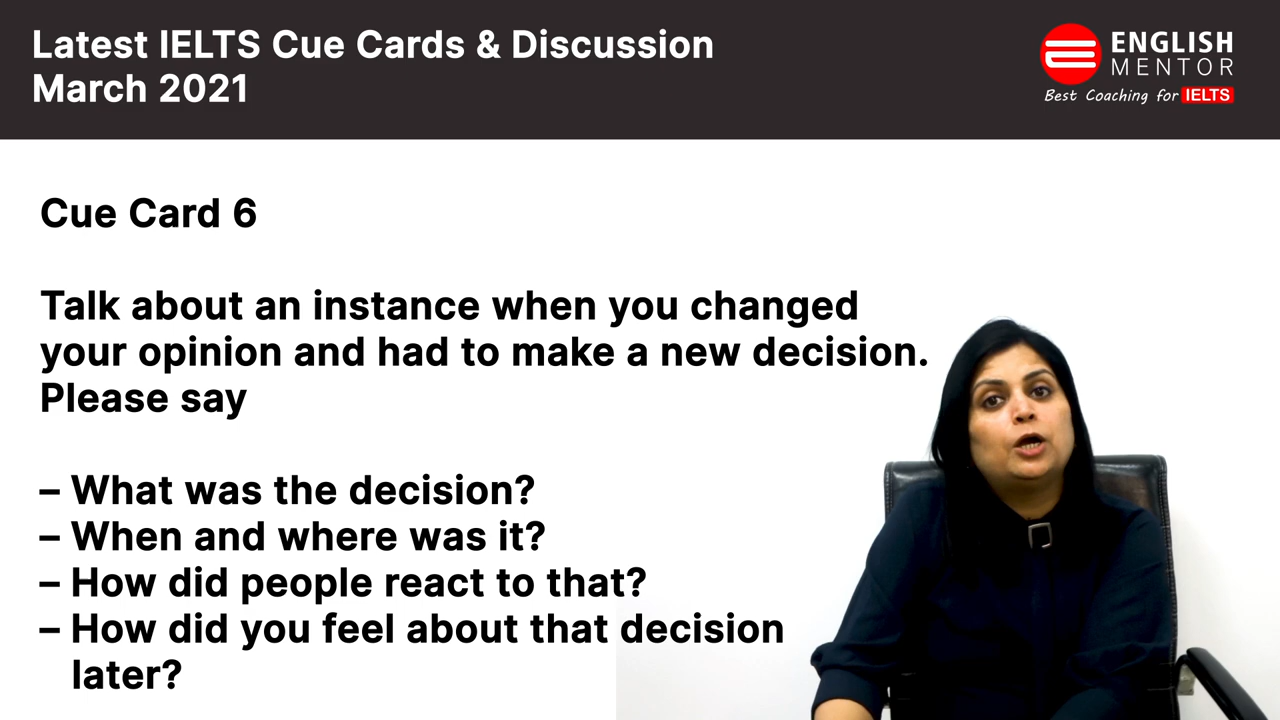 Latest IELTS Cue Cards & Discussion
March 2021
ENGLISH
MENTOR
Best Coaching for IELTS
Cue Card 6
Talk about an instance when you changed
your opinion and had to make a new decision.
Please say
– What was the decision?
– When and where was it?
– How did people react to that?
– How did you feel about that decision
later?